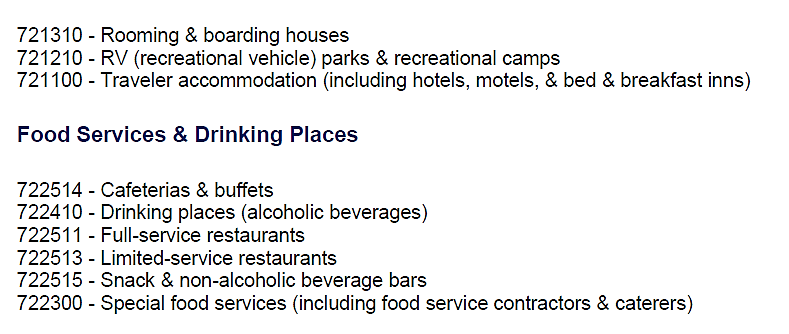 721310 - Rooming & boarding houses
721210 - RV (recreational vehicle) parks & recreational camps
721100 - Traveler accommodation (including hotels, motels, & bed & breakfast inns)
Food Services & Drinking Places
722514 - Cafeterias & buffets
722410 - Drinking places (alcoholic beverages)
722511 - Full-service restaurants
722513 - Limited-service restaurants
722515 - Snack & non-alcoholic beverage bars
722300 - Special food services (including food service contractors & caterers)